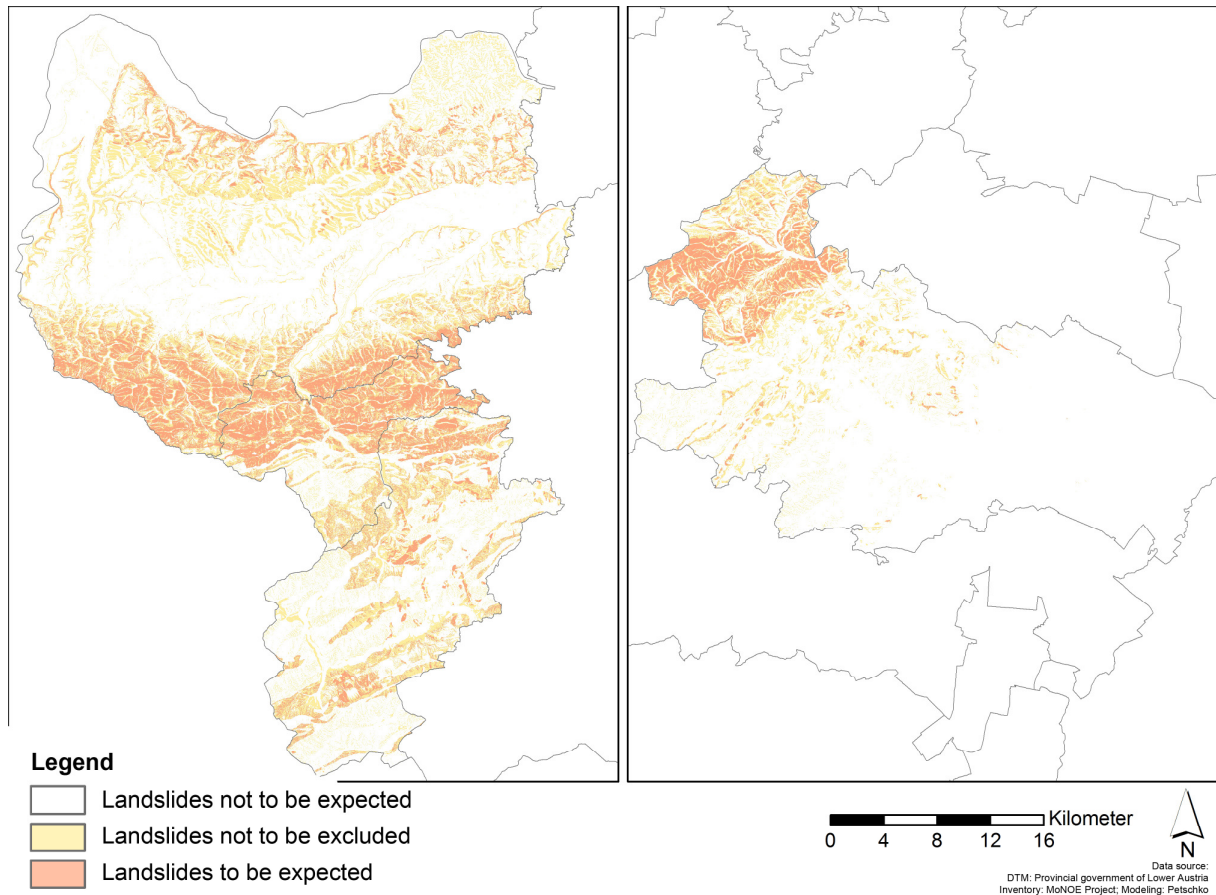 Legend
Landslides not to be expected
Landslides not to be excluded
Landslides to be expected
Kilometer
0 4 8 12 16
N
Data source:
DTM: Provincial government of Lower Austria
Inventory: MoNOE Project; Modeling: Petschko